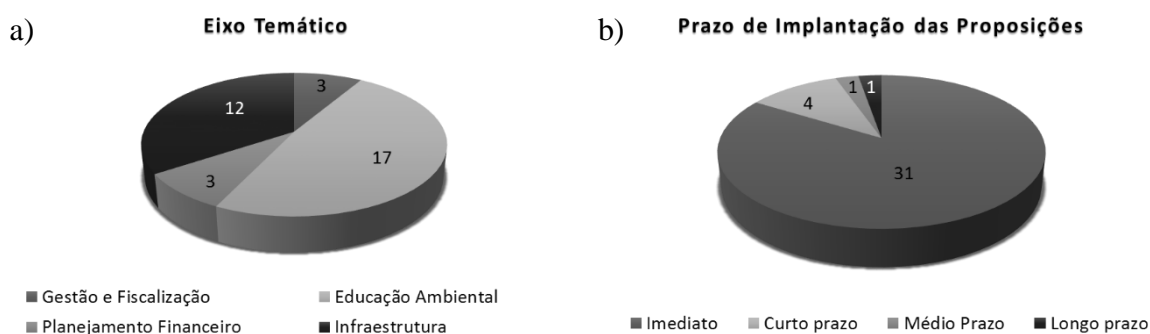 a)
Eixo Temático
3
17
3
12
Gestão e Fiscalização
Educação Ambiental
Planejamento Financeiro
Infraestrutura
b)
Prazo de Implantação das Proposições
1
1
4
31
Imediato
Curto prazo
Médio Prazo
Longo prazo